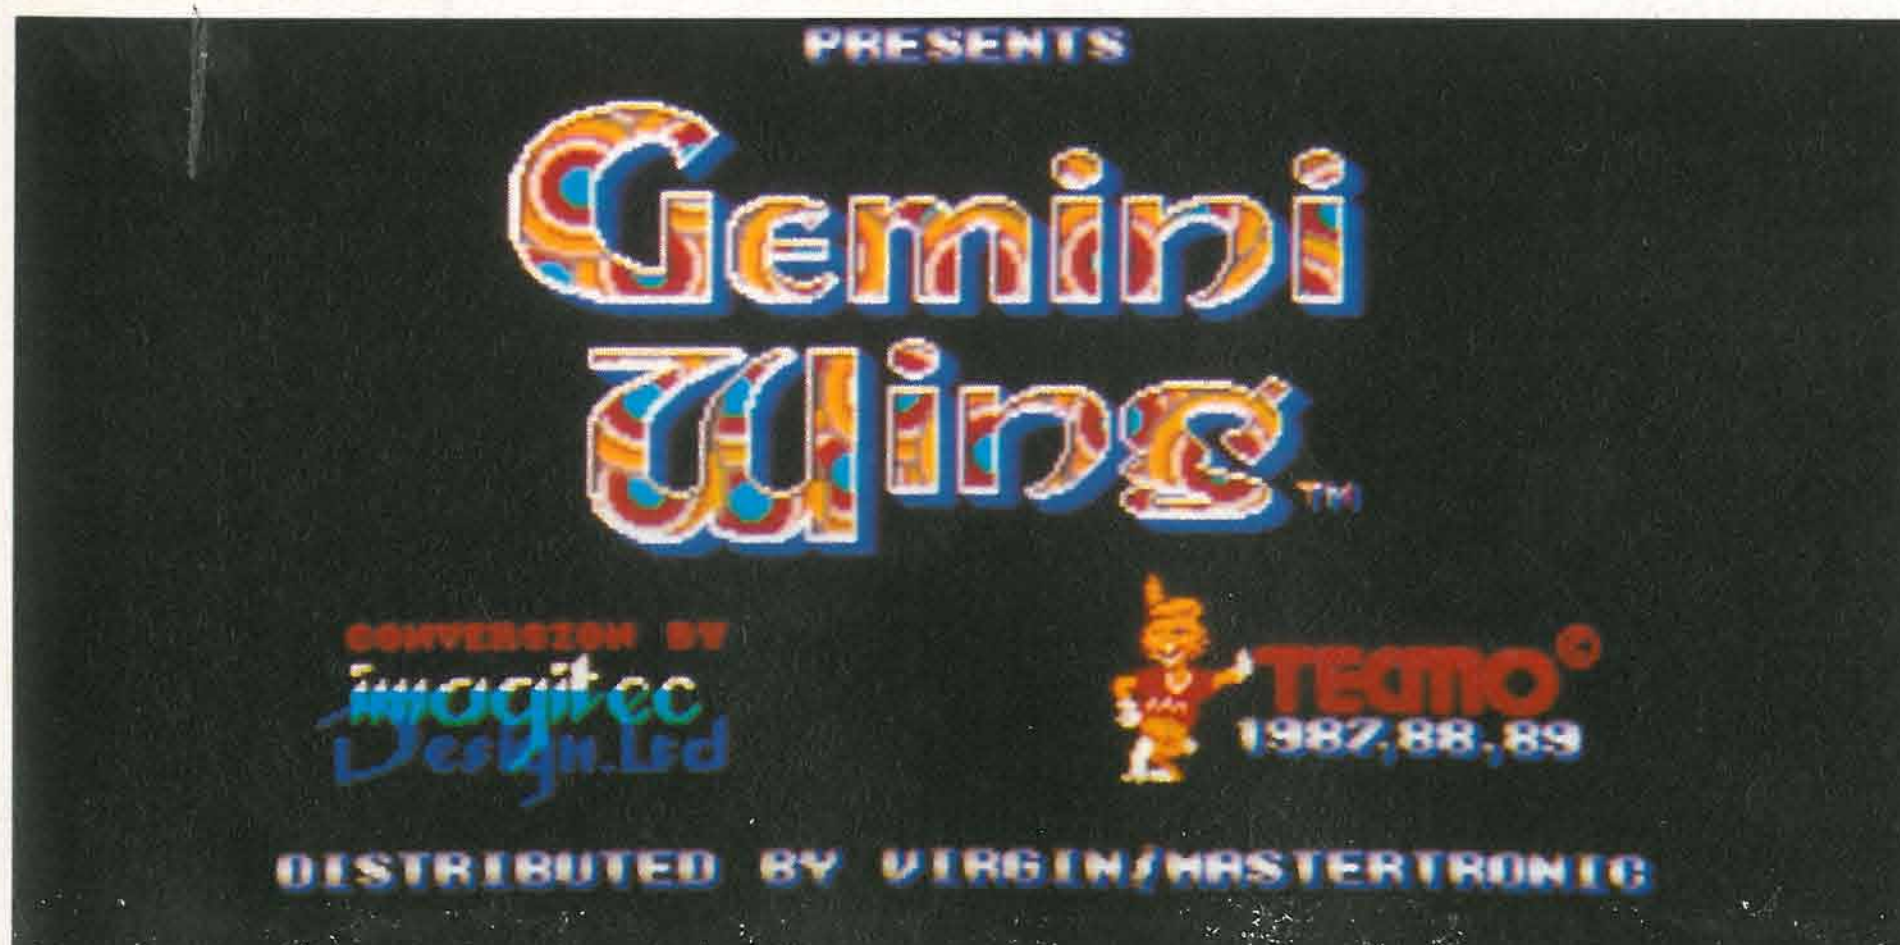 PRESENTS
Gemini
Wing TM
CONVERSION BY
imagitec
Design.Ltd
TECMO ©
1987,88,89
DISTRIBUTED BY VIRGIN/MASTERTRONIC